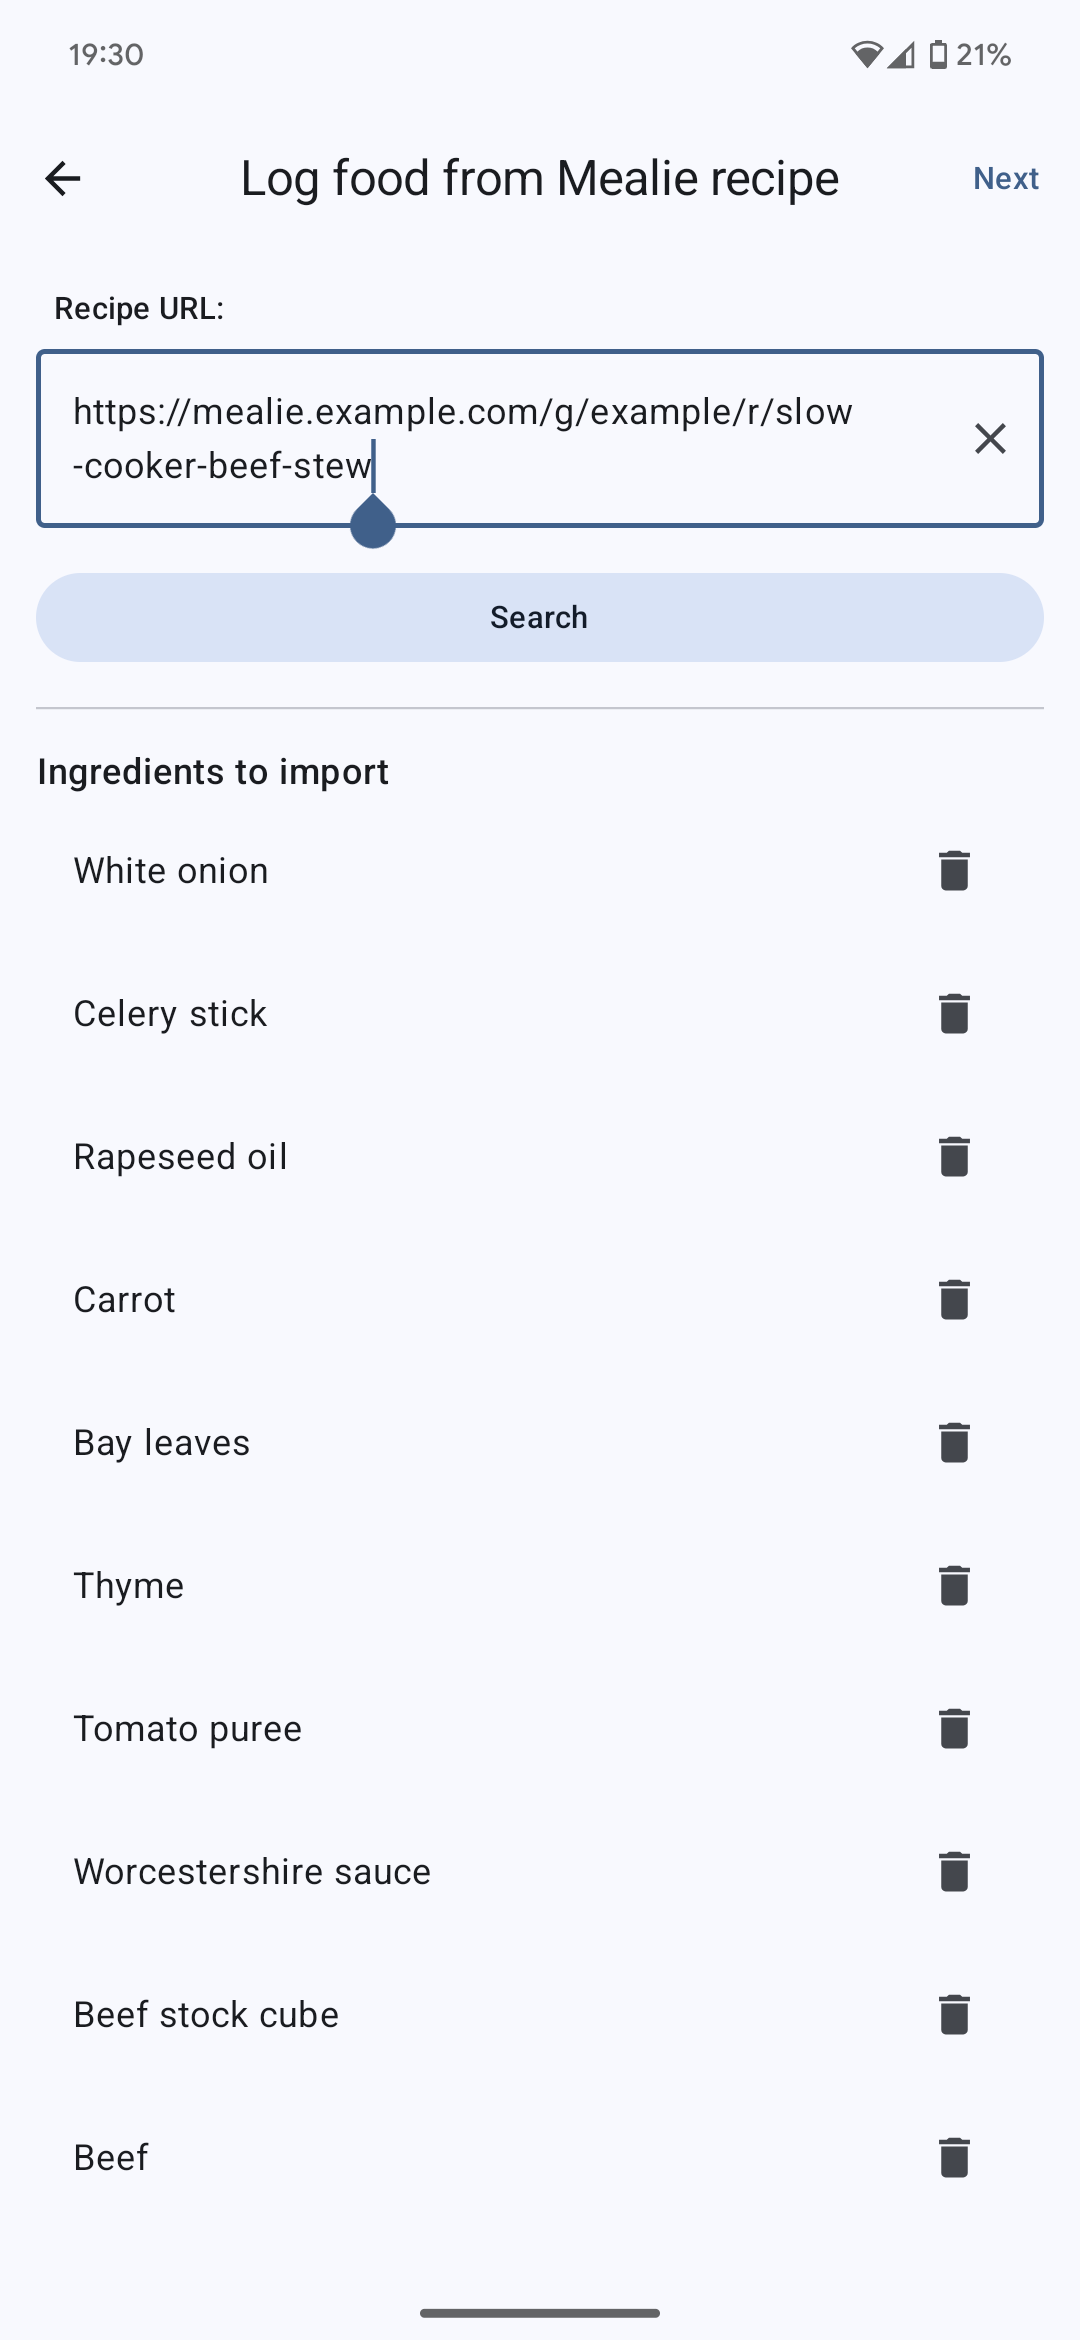 19:30
21%
Log food from Mealie recipe
Next
Recipe URL:
https://mealie.example.com/g/example/r/slow
-cooker-beef-stew
Search
Ingredients to import
White onion
Celery stick
Rapeseed oil
Carrot
Bay leaves
Thyme
Tomato puree
Worcestershire sauce
Beef stock cube
Beef